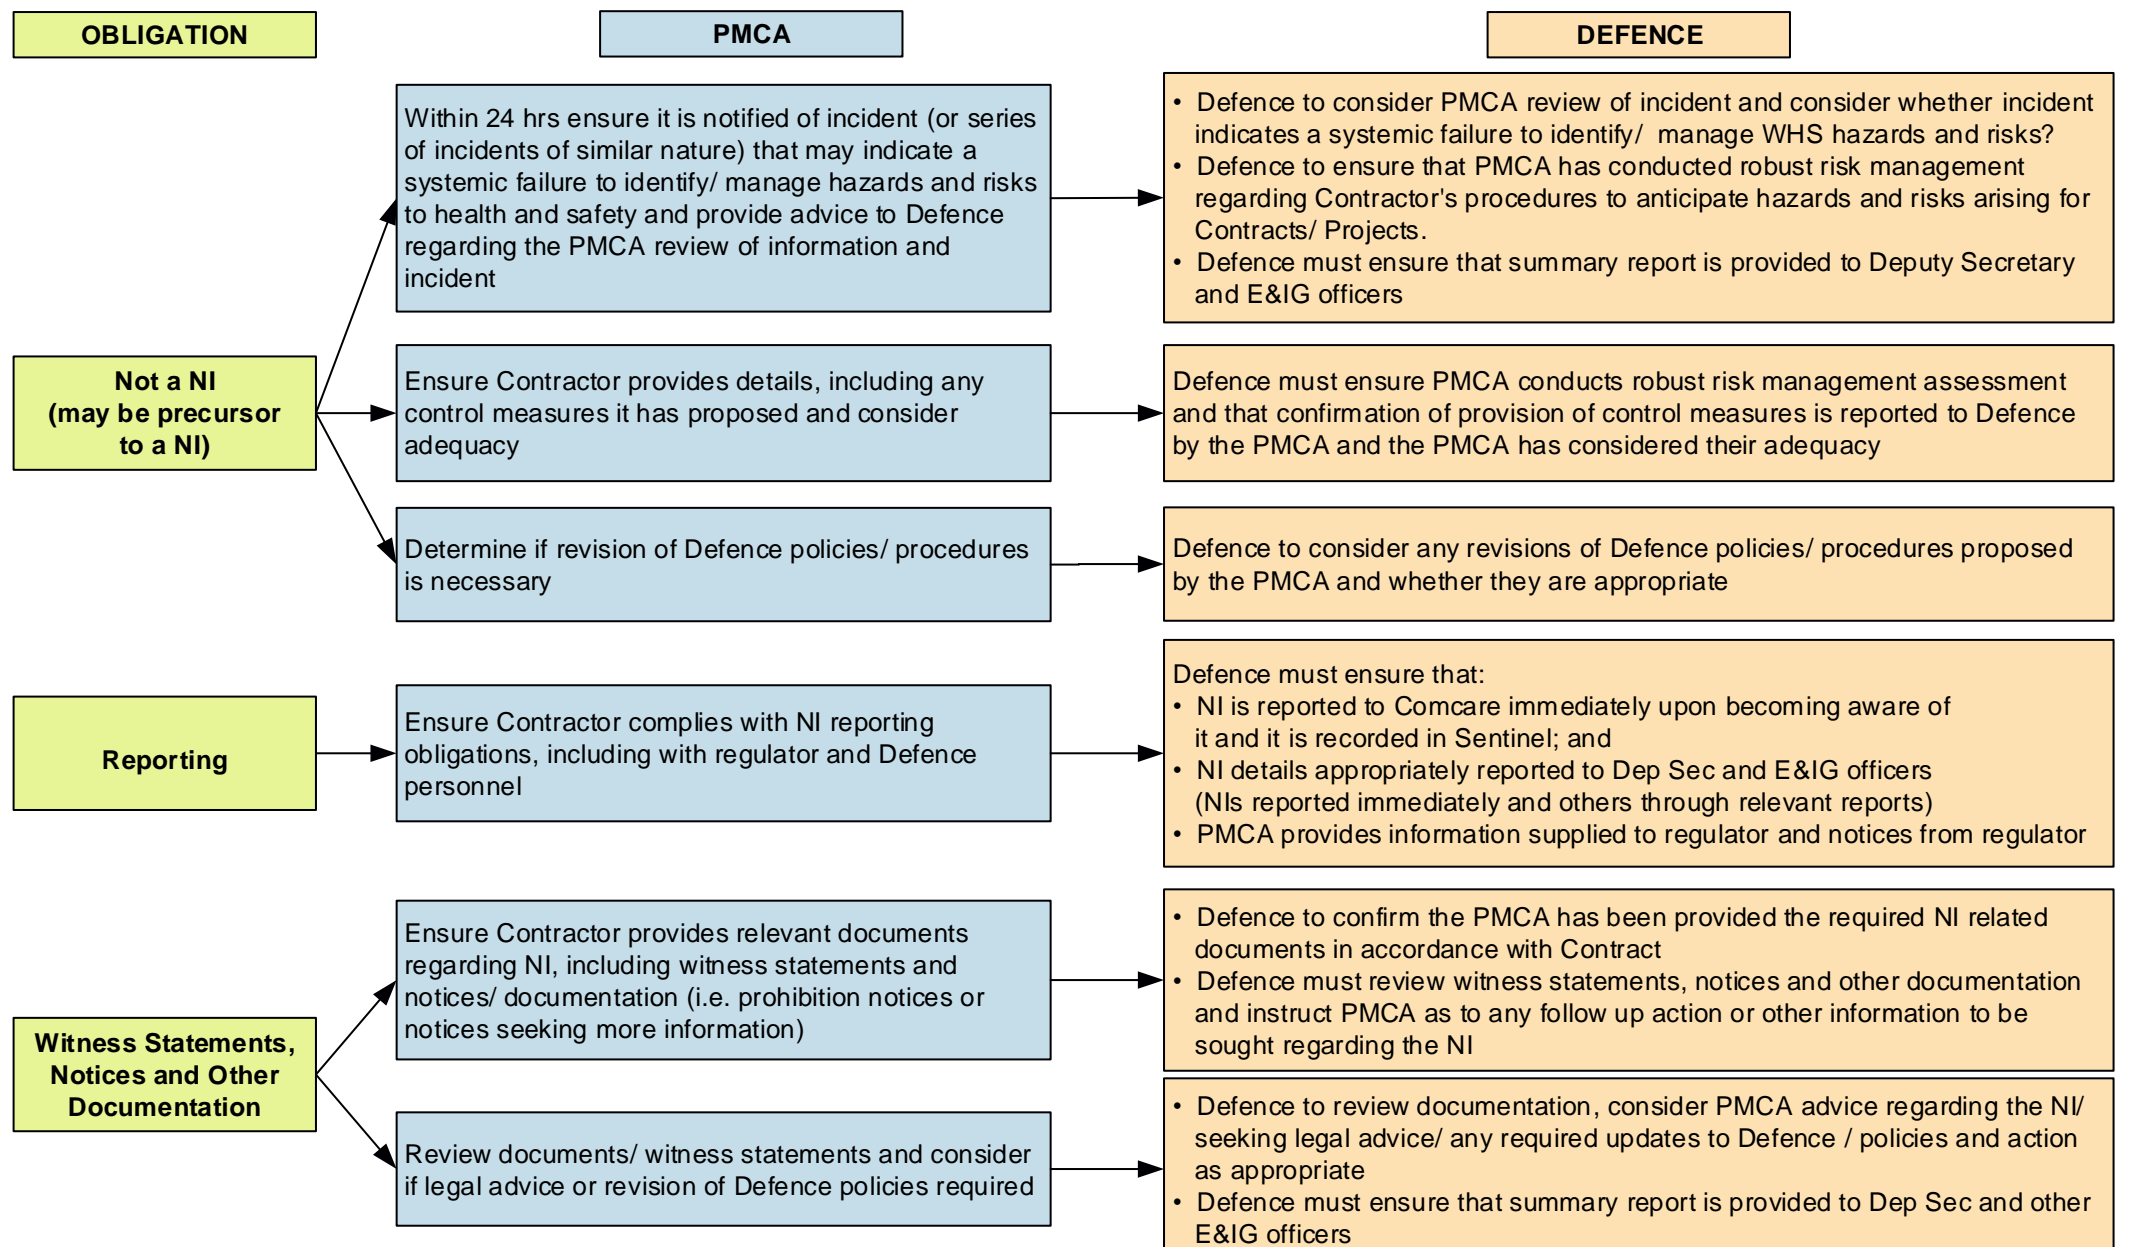 OBLIGATION
PMCA
DEFENCE
Within 24 hrs ensure it is notified of incident (or series
of incidents of similar nature) that may indicate a
systemic failure to identify/ manage hazards and risks
to health and safety and provide advice to Defence
regarding the PMCA review of information and
incident
• Defence to consider PMCA review of incident and consider whether incident
indicates a systemic failure to identify/ manage WHS hazards and risks?
• Defence to ensure that PMCA has conducted robust risk management
regarding Contractor's procedures to anticipate hazards and risks arising for
Contracts/ Projects.
• Defence must ensure that summary report is provided to Deputy Secretary
and E&IG officers
Not a NI
(may be precursor
to a NI)
Ensure Contractor provides details, including any
control measures it has proposed and consider
adequacy
Defence must ensure PMCA conducts robust risk management assessment
and that confirmation of provision of control measures is reported to Defence
by the PMCA and the PMCA has considered their adequacy
Determine if revision of Defence policies/ procedures
is necessary
Defence to consider any revisions of Defence policies/ procedures proposed
by the PMCA and whether they are appropriate
Reporting
Ensure Contractor complies with NI reporting
obligations, including with regulator and Defence
personnel
Defence must ensure that:
• NI is reported to Comcare immediately upon becoming aware of
it and it is recorded in Sentinel; and
• NI details appropriately reported to Dep Sec and E&IG officers
(NIs reported immediately and others through relevant reports)
• PMCA provides information supplied to regulator and notices from regulator
Witness Statements,
Notices and Other
Documentation
Ensure Contractor provides relevant documents
regarding NI, including witness statements and
notices/ documentation (i.e. prohibition notices or
notices seeking more information)
• Defence to confirm the PMCA has been provided the required NI related
documents in accordance with Contract
• Defence must review witness statements, notices and other documentation
and instruct PMCA as to any follow up action or other information to be
sought regarding the NI
Review documents/ witness statements and consider
if legal advice or revision of Defence policies required
• Defence to review documentation, consider PMCA advice regarding the NI/
seeking legal advice/ any required updates to Defence / policies and action
as appropriate
• Defence must ensure that summary report is provided to Dep Sec and other
E&IG officers